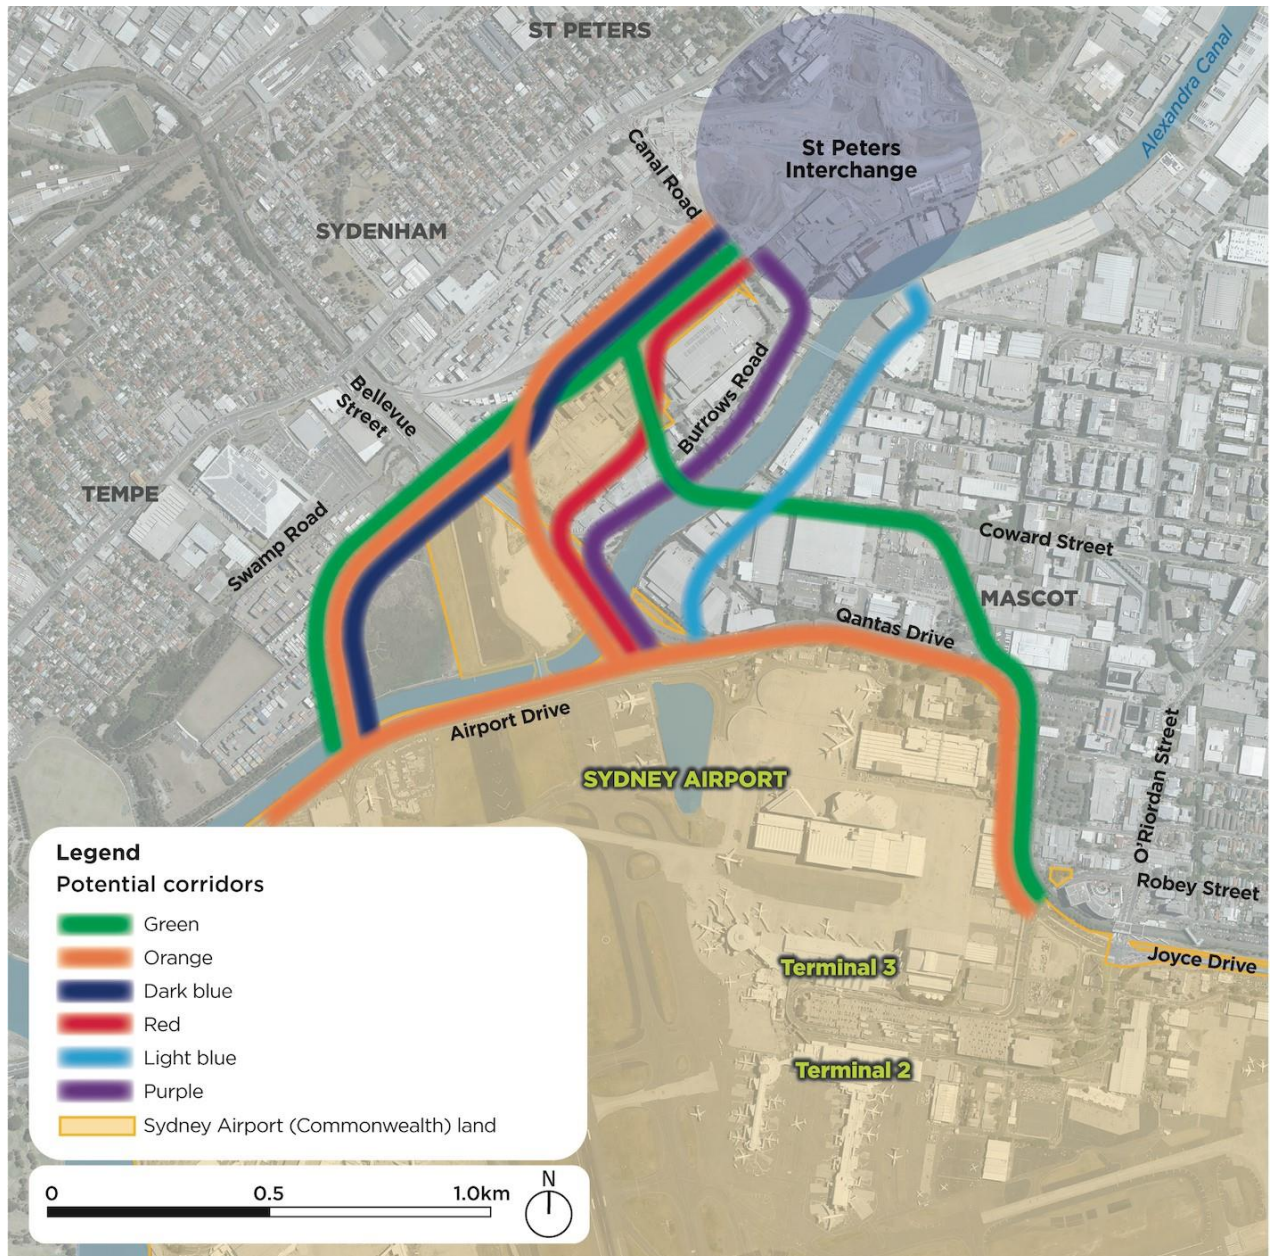 ST PETERS
Alexandra Canal
St Peters
Interchange
Canal Road
SYDENHAM
Bellevue
Street
Burrows Road
TEMPE
Swamp Road
Coward Street
MASCOT
Qantas Drive
Airport Drive
SYDNEY AIRPORT
O'Riordan Street
Robey Street
Joyce Drive
Terminal 3
Terminal 2
Legend
Potential corridors
Green
Orange
Dark blue
Red
Light blue
Purple
Sydney Airport (Commonwealth) land
0 0.5 1.0km
N